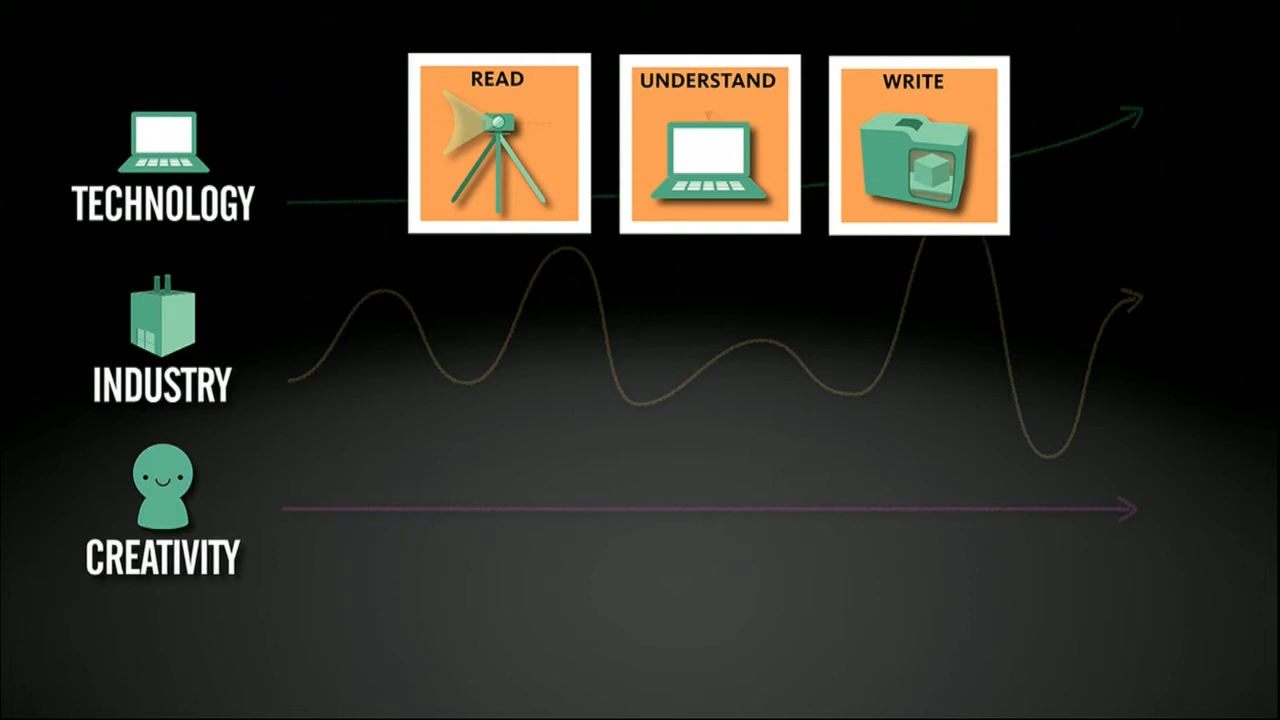 READ
UNDERSTAND
WRITE
TECHNOLOGY
INDUSTRY
CREATIVITY